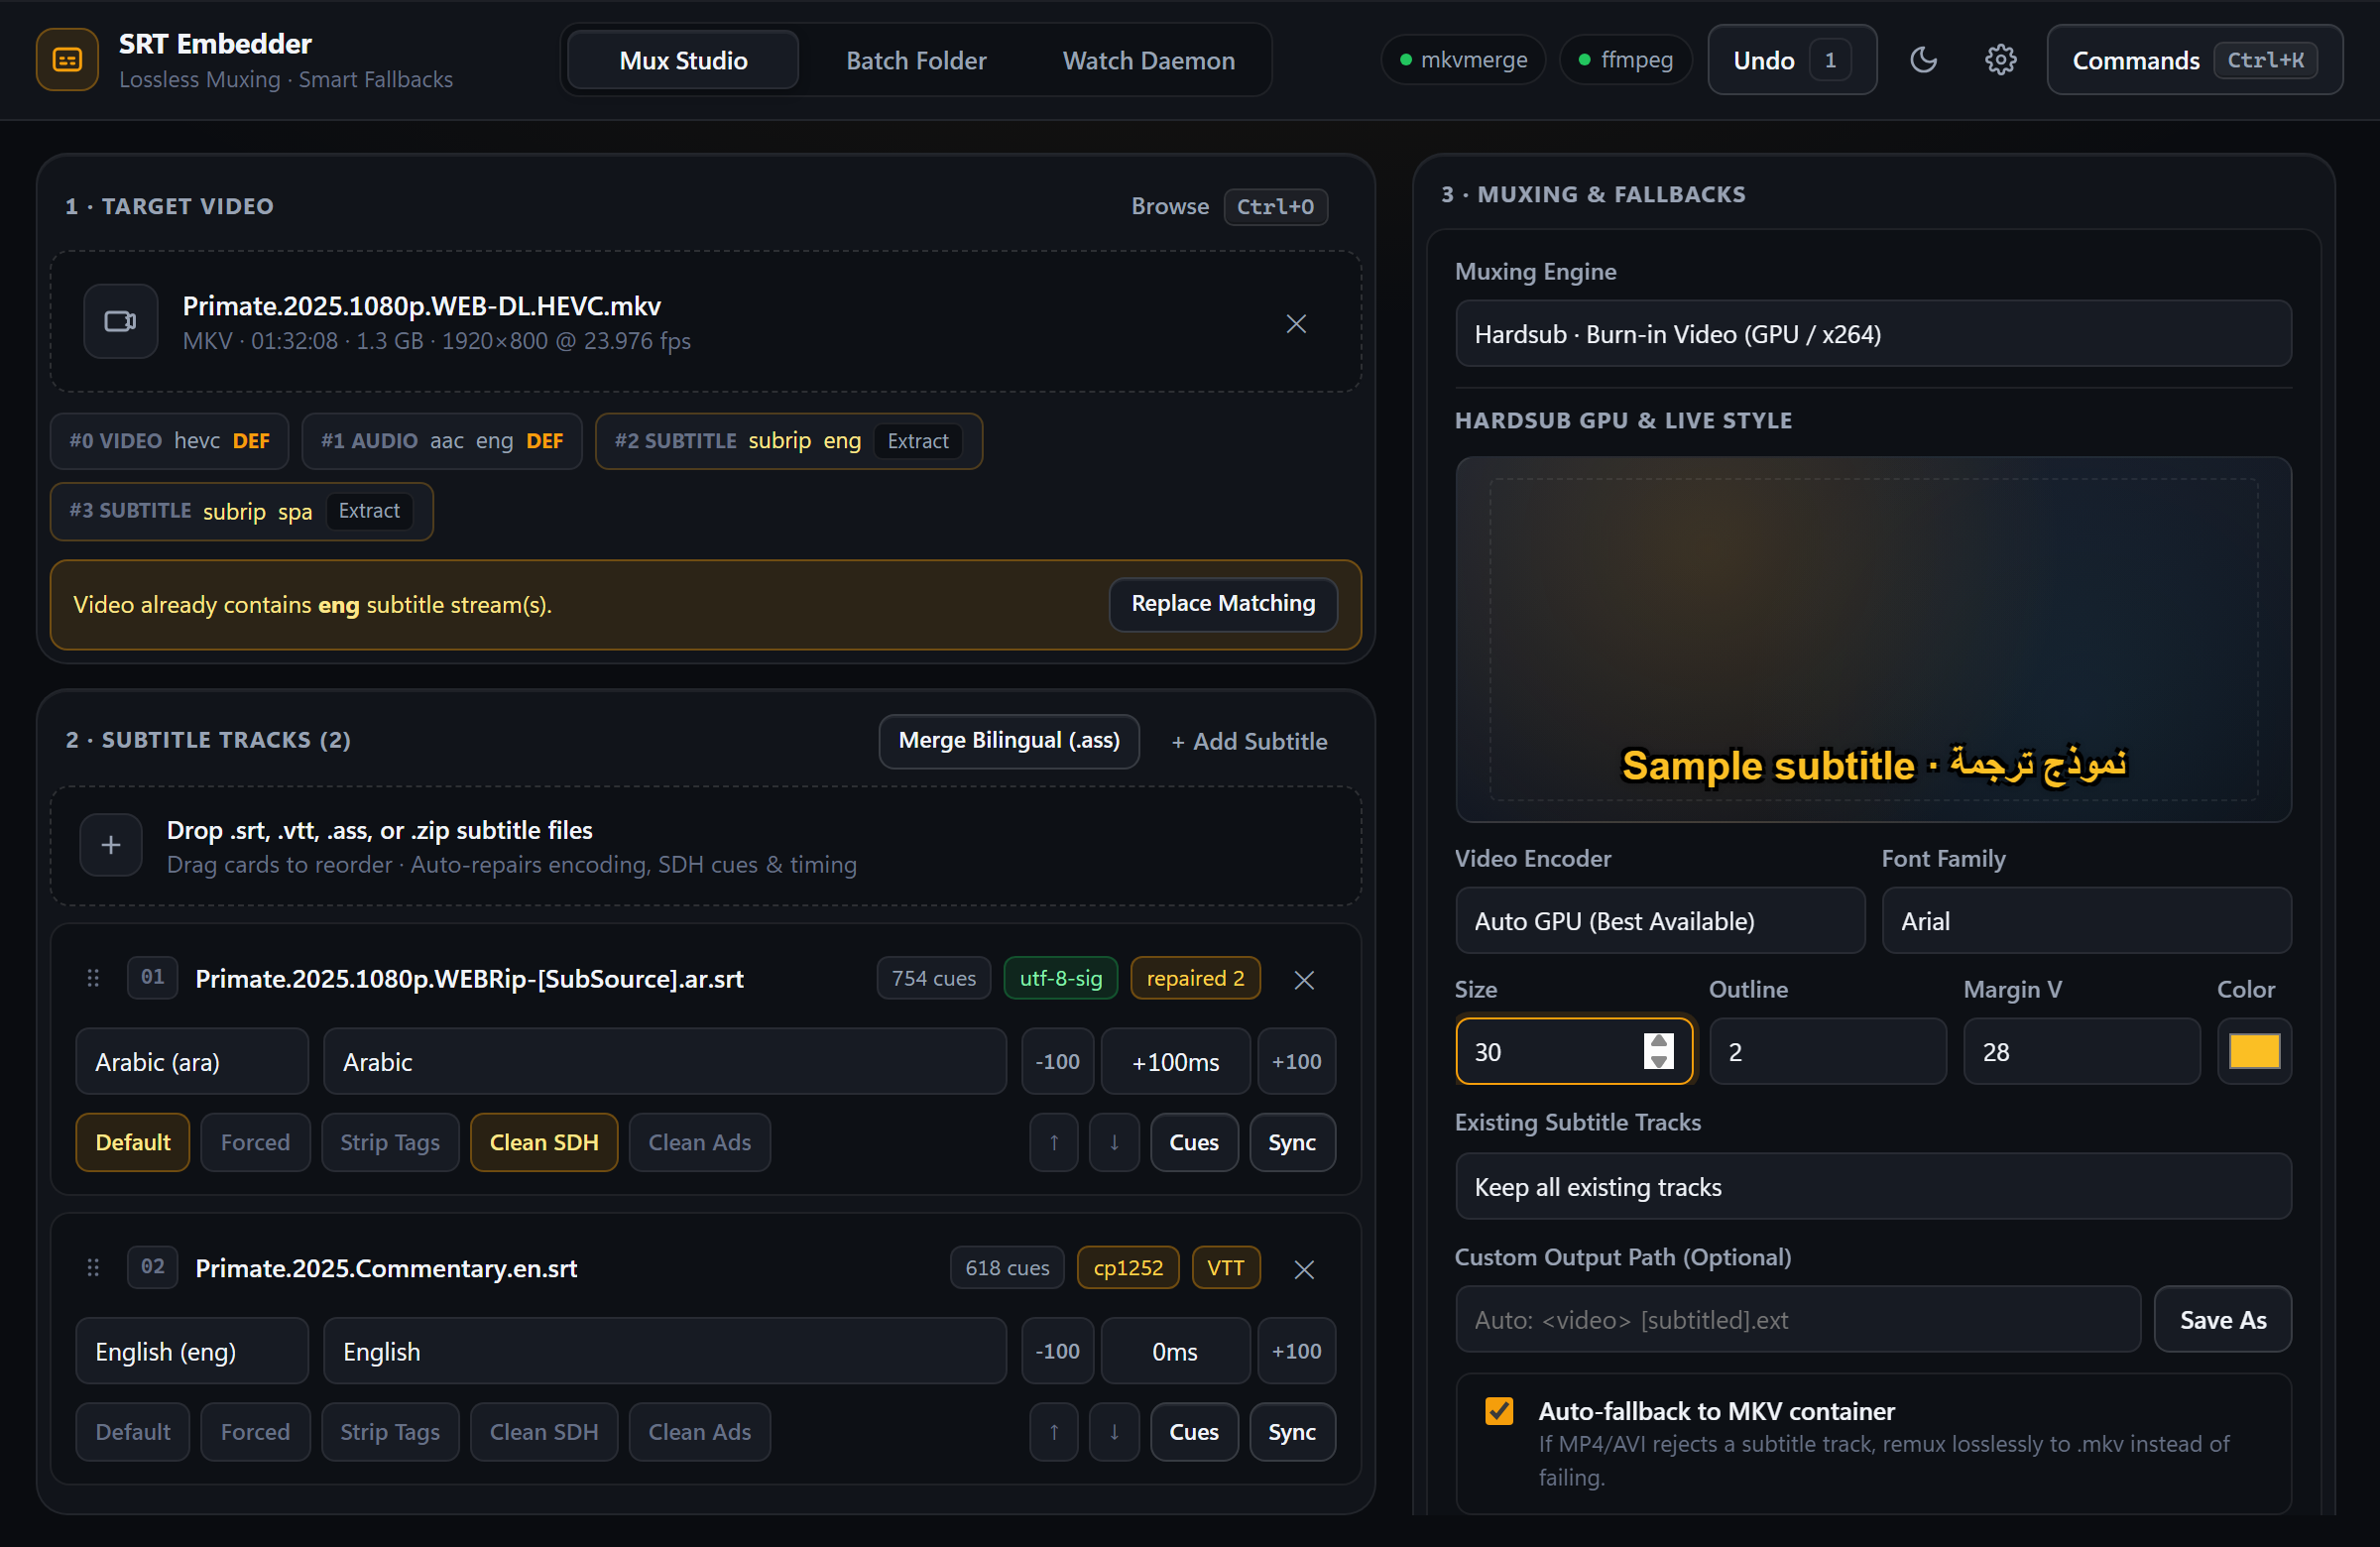 SRT Embedder
Lossless Muxing · Smart Fallbacks
Mux Studio
Batch Folder
Watch Daemon
mkvmerge
ffmpeg
Undo 1
Commands Ctrl+K
1 · TARGET VIDEO
Browse Ctrl+O
Primate.2025.1080p.WEB-DL.HEVC.mkv
MKV · 01:32:08 · 1.3 GB · 1920×800 @ 23.976 fps
#0 VIDEO hevc DEF
#1 AUDIO aac eng DEF
#2 SUBTITLE subrip eng Extract
#3 SUBTITLE subrip spa Extract
Video already contains eng subtitle stream(s).
Replace Matching
2 · SUBTITLE TRACKS (2)
Merge Bilingual (.ass)
+ Add Subtitle
Drop .srt, .vtt, .ass, or .zip subtitle files
Drag cards to reorder · Auto-repairs encoding, SDH cues & timing
01 Primate.2025.1080p.WEBRip-[SubSource].ar.srt
754 cues
utf-8-sig
repaired 2
Arabic (ara)
Arabic
-100
+100ms
+100
Default
Forced
Strip Tags
Clean SDH
Clean Ads
↑
↓
Cues
Sync
02 Primate.2025.Commentary.en.srt
618 cues
cp1252
VTT
English (eng)
English
-100
0ms
+100
Default
Forced
Strip Tags
Clean SDH
Clean Ads
↑
↓
Cues
Sync
3 · MUXING & FALLBACKS
Muxing Engine
Hardsub · Burn-in Video (GPU / x264)
HARDSUB GPU & LIVE STYLE
Sample subtitle · نموذج ترجمة
Video Encoder
Auto GPU (Best Available)
Font Family
Arial
Size
30
Outline
2
Margin V
28
Color
Existing Subtitle Tracks
Keep all existing tracks
Custom Output Path (Optional)
Auto: <video> [subtitled].ext
Save As
Auto-fallback to MKV container
If MP4/AVI rejects a subtitle track, remux losslessly to .mkv instead of
failing.